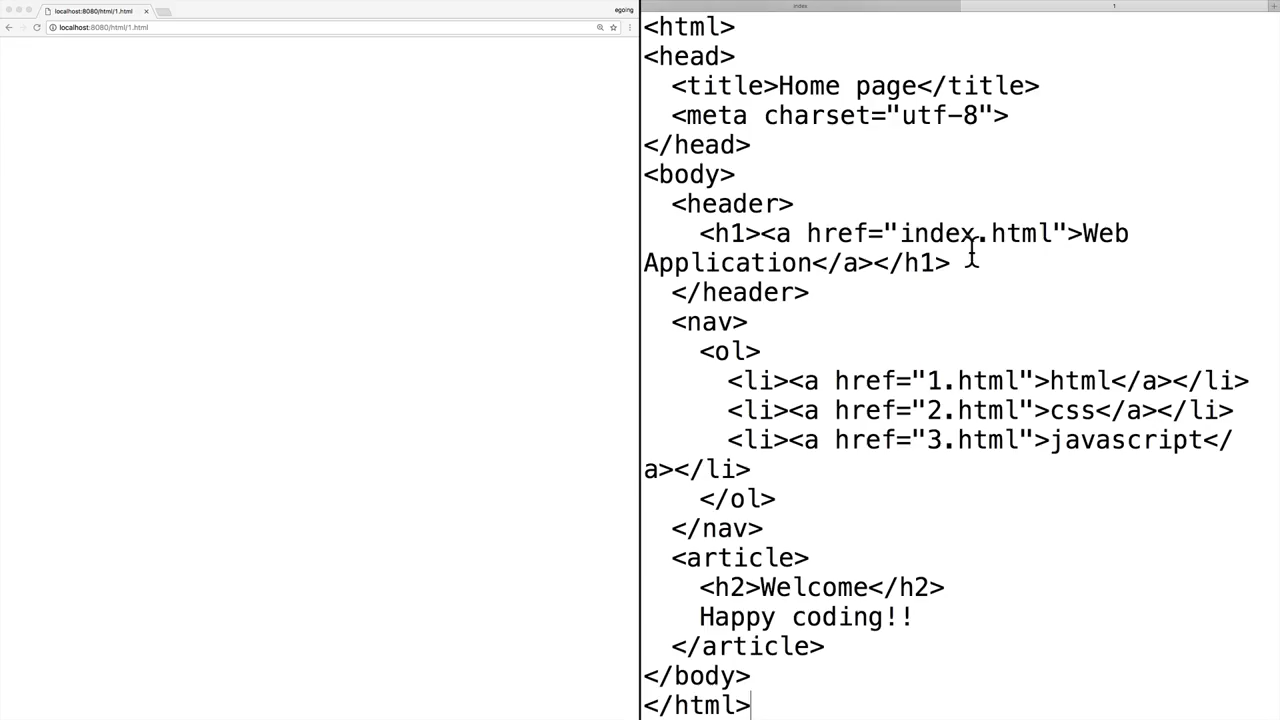 localhost:8080/html/1.html
egoing
localhost:8080/html/1.html
index
1
<html>
<head>
  <title>Home page</title>
  <meta charset="utf-8">
</head>
<body>
  <header>
    <h1><a href="index.html">Web
Application</a></h1>
  </header>
  <nav>
    <ol>
      <li><a href="1.html">html</a></li>
      <li><a href="2.html">css</a></li>
      <li><a href="3.html">javascript</
a></li>
    </ol>
  </nav>
  <article>
    <h2>Welcome</h2>
    Happy coding!!
  </article>
</body>
</html>